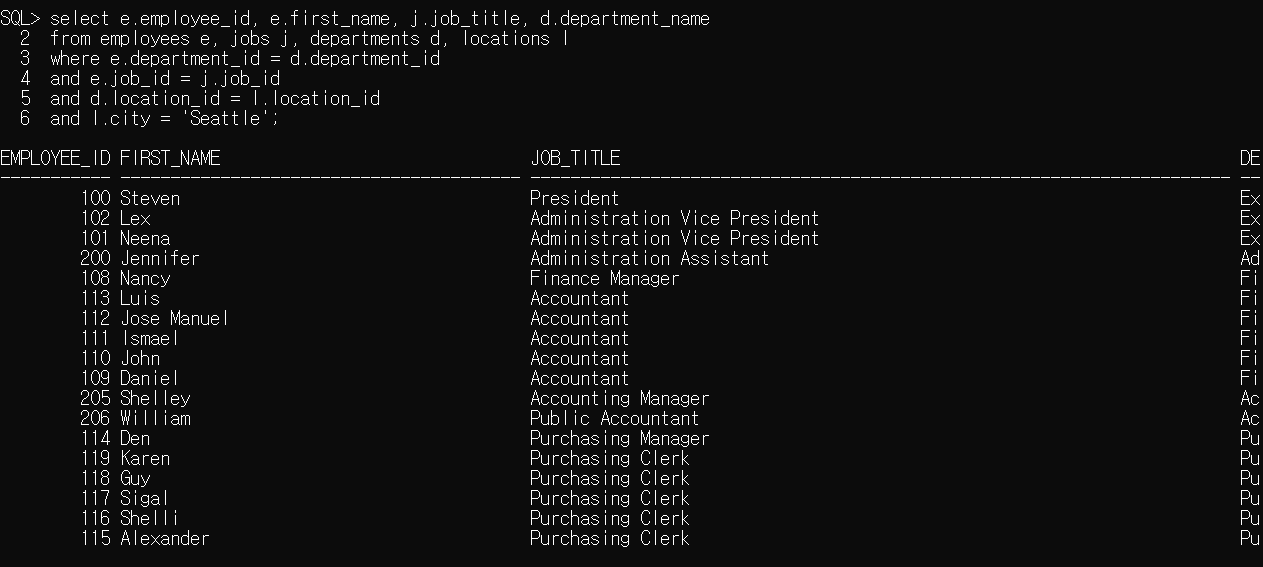 SQL> select e.employee_id, e.first_name, j.job_title, d.department_name
  2  from employees e, jobs j, departments d, locations l
  3  where e.department_id = d.department_id
  4  and e.job_id = j.job_id
  5  and d.location_id = l.location_id
  6  and l.city = 'Seattle';
EMPLOYEE_ID FIRST_NAME JOB_TITLE DE
----------- ---------------------------------------- ---------------------------------------------------------------------- --
100 Steven President Ex
102 Lex Administration Vice President Ex
101 Neena Administration Vice President Ex
200 Jennifer Administration Assistant Ad
108 Nancy Finance Manager Fi
113 Luis Accountant Fi
112 Jose Manuel Accountant Fi
111 Ismael Accountant Fi
110 John Accountant Fi
109 Daniel Accountant Fi
205 Shelley Accounting Manager Ac
206 William Public Accountant Ac
114 Den Purchasing Manager Pu
119 Karen Purchasing Clerk Pu
118 Guy Purchasing Clerk Pu
117 Sigal Purchasing Clerk Pu
116 Shelli Purchasing Clerk Pu
115 Alexander Purchasing Clerk Pu